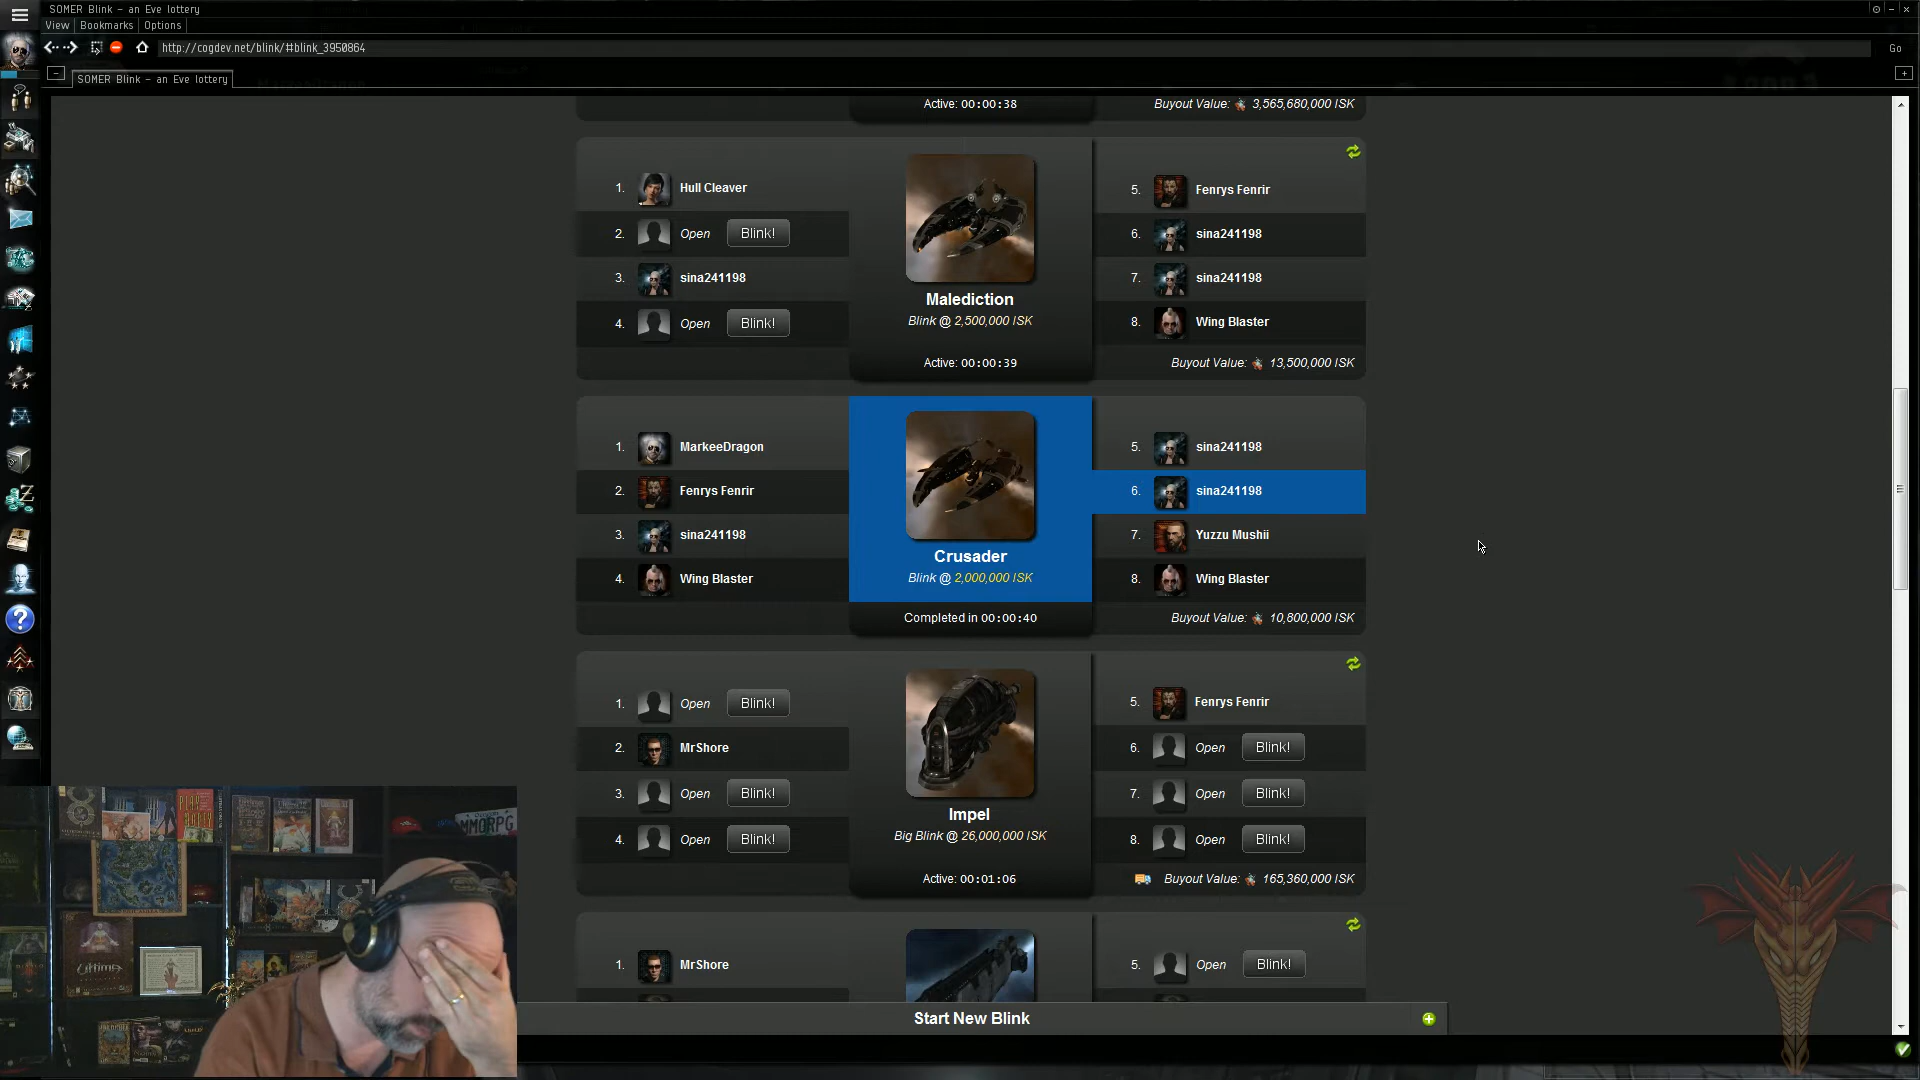 SOMER Blink – an Eve lottery
View Bookmarks Options
http://cogdev.net/blink/#blink_3950864
Go
SOMER Blink – an Eve lottery
Active: 00:00:38
Buyout Value: 3,565,680,000 ISK
1. Hull Cleaver
2. Open Blink!
3. sina241198
4. Open Blink!
Malediction
Blink @ 2,500,000 ISK
Active: 00:00:39
5. Fenrys Fenrir
6. sina241198
7. sina241198
8. Wing Blaster
Buyout Value: 13,500,000 ISK
1. MarkeeDragon
2. Fenrys Fenrir
3. sina241198
4. Wing Blaster
Crusader
Blink @ 2,000,000 ISK
Completed in 00:00:40
5. sina241198
6. sina241198
7. Yuzzu Mushii
8. Wing Blaster
Buyout Value: 10,800,000 ISK
1. Open Blink!
2. MrShore
3. Open Blink!
4. Open Blink!
Impel
Big Blink @ 26,000,000 ISK
Active: 00:01:06
5. Fenrys Fenrir
6. Open Blink!
7. Open Blink!
8. Open Blink!
Buyout Value: 165,360,000 ISK
1. MrShore
5. Open Blink!
Start New Blink
MMORPG
Ultima